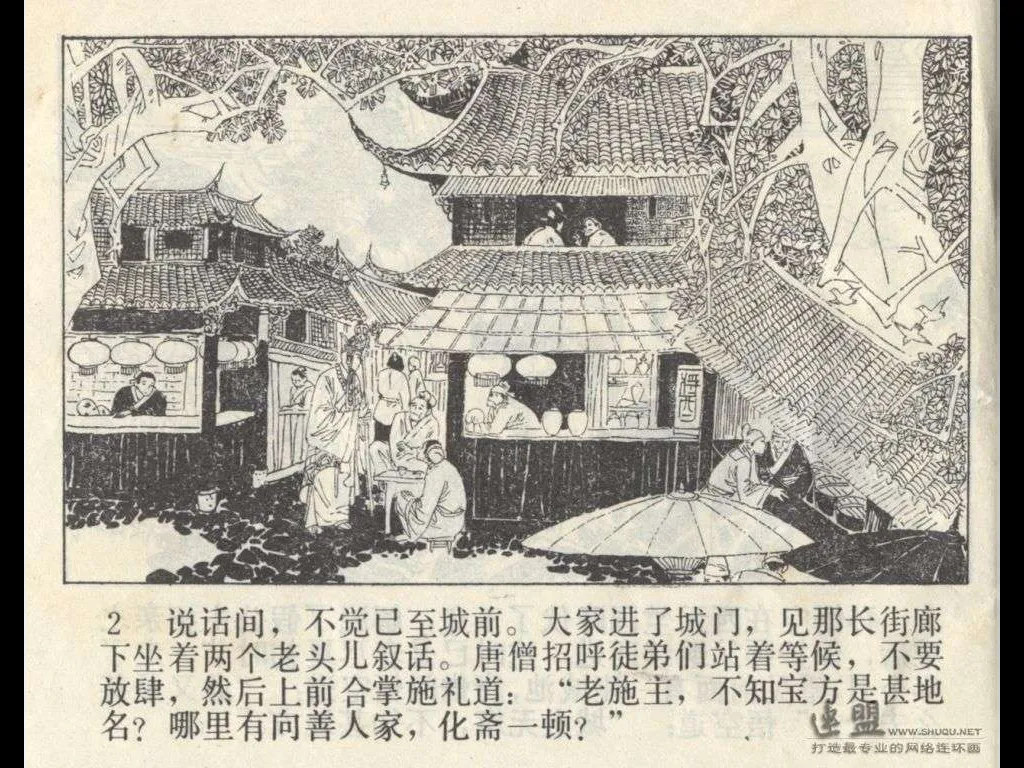 2 说话间，不觉已至城前。大家进了城门，见那长街廊
下坐着两个老头儿叙话。唐僧招呼徒弟们站着等候，不要
放肆，然后上前合掌施礼道：“老施主，不知宝方是甚地
名？哪里有向善人家，化斋一顿？”
连盟 WWW.SHUQU.NET
打造最专业的网络连环画